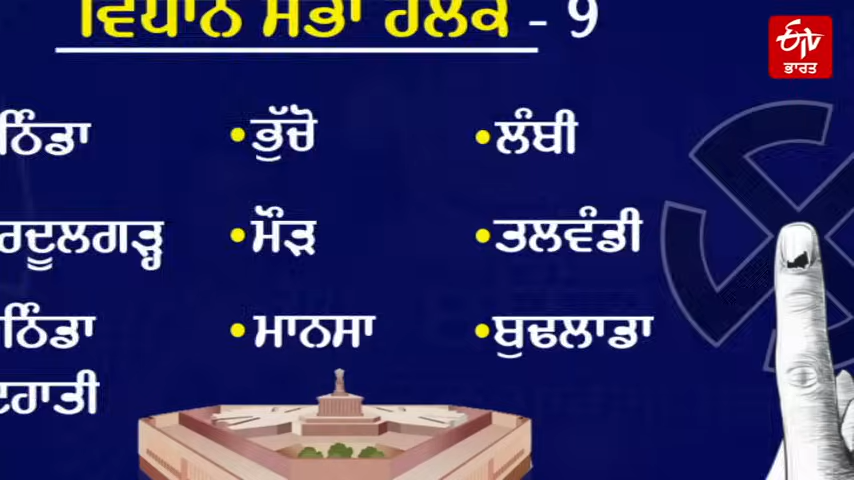 ਵਿਧਾਨ ਸਭਾ ਹਲਕੇ - 9
ETV
ਭਾਰਤ
•ਭੁੱਚੋ •ਲੰਬੀ
•ਮੌੜ •ਤਲਵੰਡੀ
•ਮਾਨਸਾ •ਬੁਢਲਾਡਾ